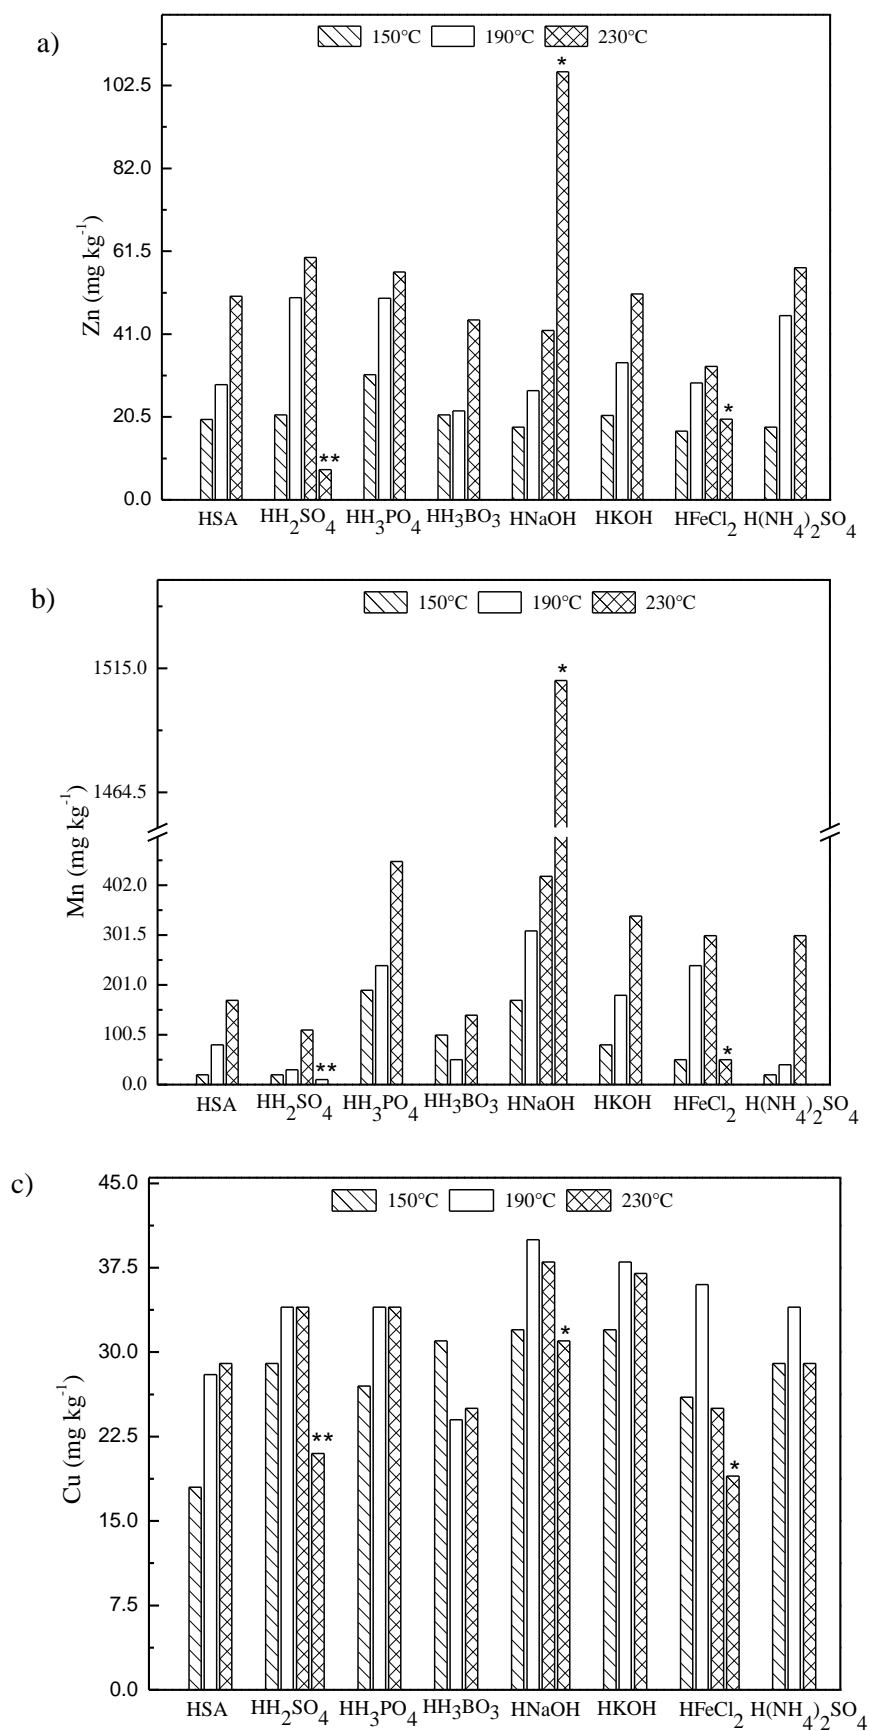 a)
150°C 190°C 230°C
*
102.5
82.0
61.5
41.0
20.5
0.0
Zn (mg kg⁻¹)
**
*
HSA HH₂SO₄ HH₃PO₄ HH₃BO₃ HNaOH HKOH HFeCl₂ H(NH₄)₂SO₄
b)
150°C 190°C 230°C
*
1515.0
1464.5
402.0
301.5
201.0
100.5
0.0
Mn (mg kg⁻¹)
**
*
HSA HH₂SO₄ HH₃PO₄ HH₃BO₃ HNaOH HKOH HFeCl₂ H(NH₄)₂SO₄
c)
150°C 190°C 230°C
45.0
37.5
30.0
22.5
15.0
7.5
0.0
Cu (mg kg⁻¹)
*
**
*
HSA HH₂SO₄ HH₃PO₄ HH₃BO₃ HNaOH HKOH HFeCl₂ H(NH₄)₂SO₄